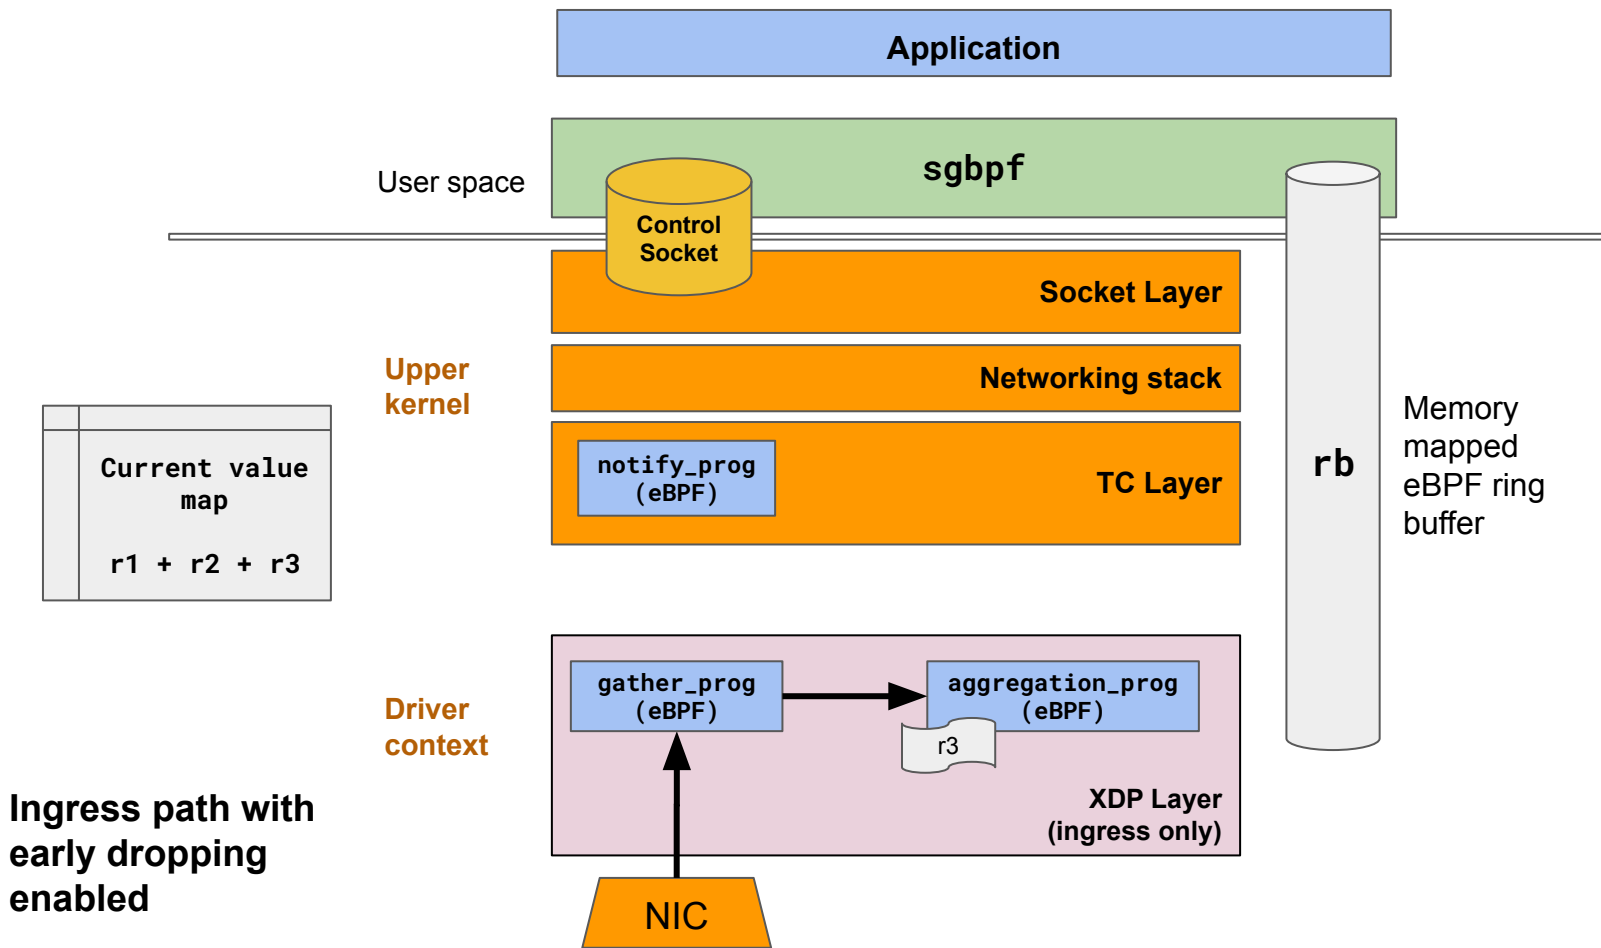 Application
sgbpf
User space
Control
Socket
Socket Layer
Upper
kernel
Networking stack
Current value
map
r1 + r2 + r3
notify_prog
(eBPF)
TC Layer
rb
Memory
mapped
eBPF ring
buffer
Driver
context
gather_prog
(eBPF)
aggregation_prog
(eBPF)
r3
XDP Layer
(ingress only)
Ingress path with
early dropping
enabled
NIC